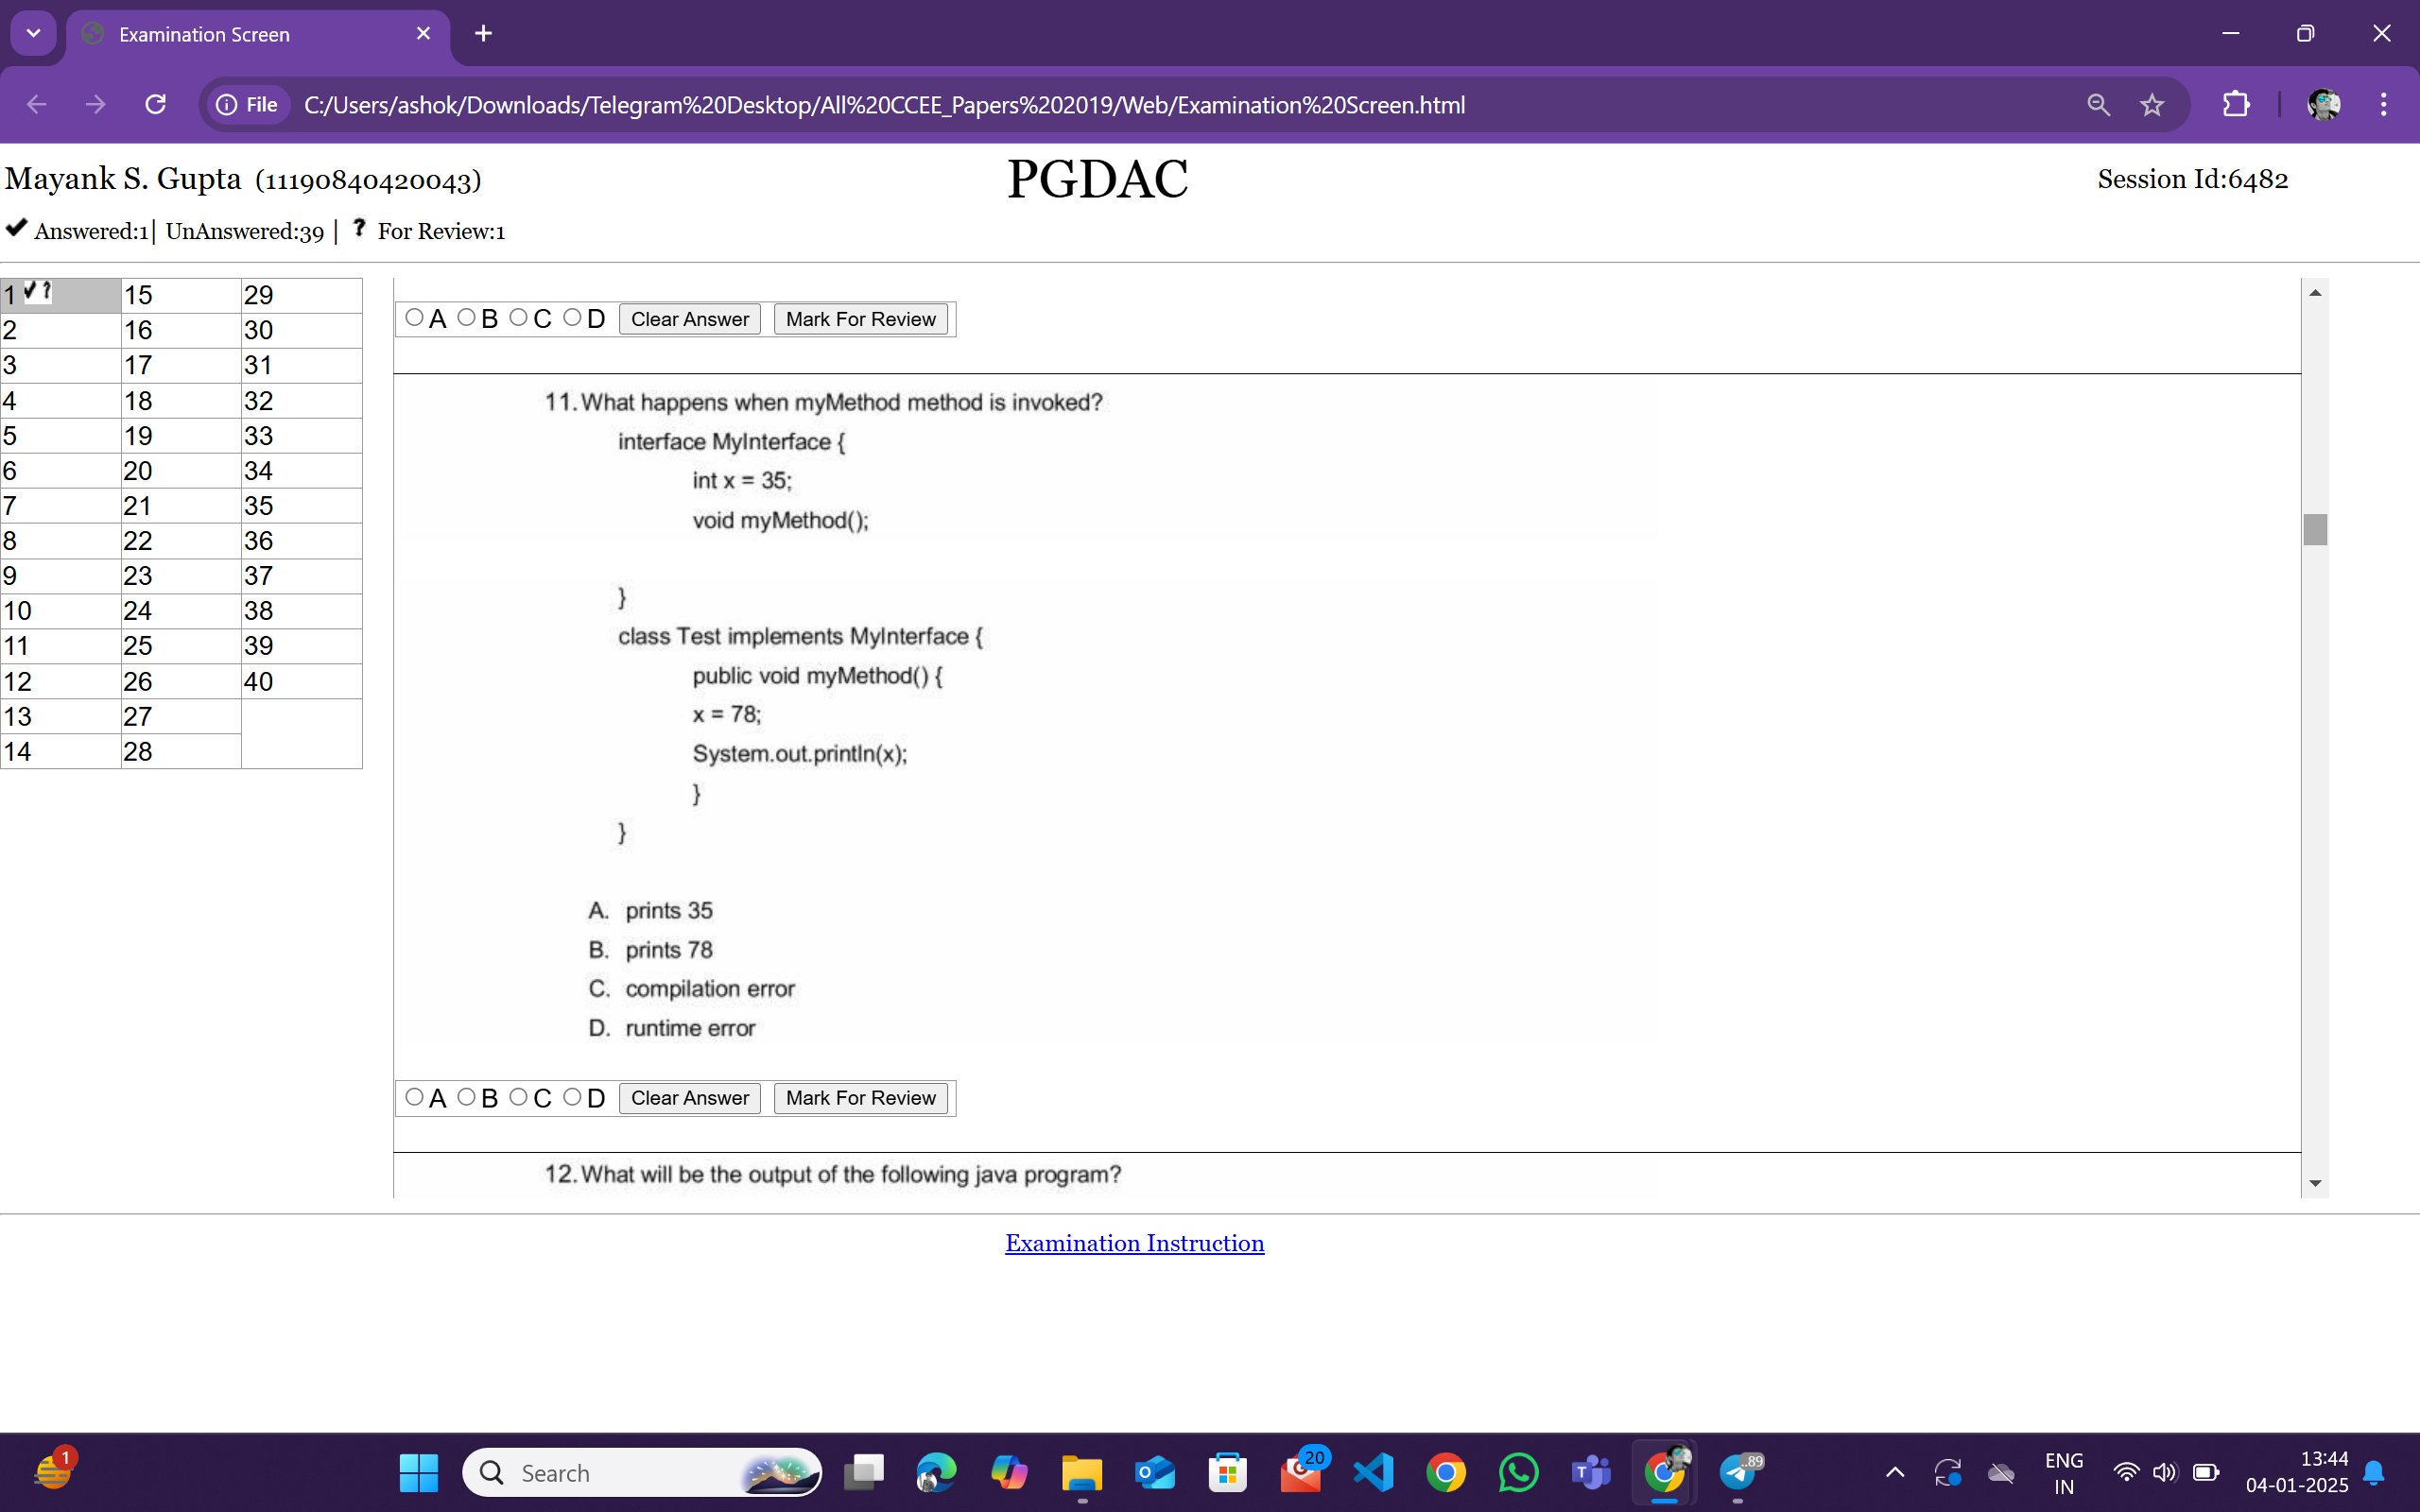 Examination Screen
File C:/Users/ashok/Downloads/Telegram%20Desktop/All%20CCEE_Papers%202019/Web/Examination%20Screen.html
Mayank S. Gupta (11190840420043)
PGDAC
Session Id:6482
Answered:1| UnAnswered:39 | ? For Review:1
1 ? 15 29
2 16 30
3 17 31
4 18 32
5 19 33
6 20 34
7 21 35
8 22 36
9 23 37
10 24 38
11 25 39
12 26 40
13 27
14 28
A B C D Clear Answer Mark For Review
11. What happens when myMethod method is invoked?
interface MyInterface {
int x = 35;
void myMethod();
}
class Test implements MyInterface {
public void myMethod() {
x = 78;
System.out.println(x);
}
}
A. prints 35
B. prints 78
C. compilation error
D. runtime error
A B C D Clear Answer Mark For Review
12. What will be the output of the following java program?
Examination Instruction
1
Search
20
..89
ENG
IN
13:44
04-01-2025